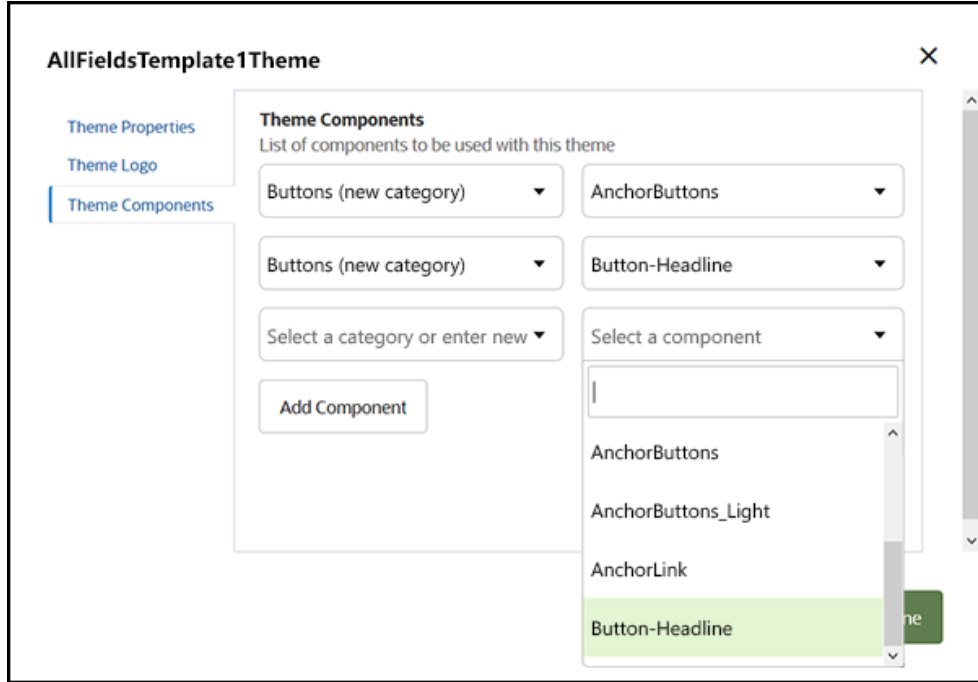 AllFieldsTemplate1Theme
Theme Properties
Theme Logo
Theme Components
Theme Components
List of components to be used with this theme
Buttons (new category)
AnchorButtons
Buttons (new category)
Button-Headline
Select a category or enter new
Select a component
Add Component
AnchorButtons
AnchorButtons_Light
AnchorLink
Button-Headline